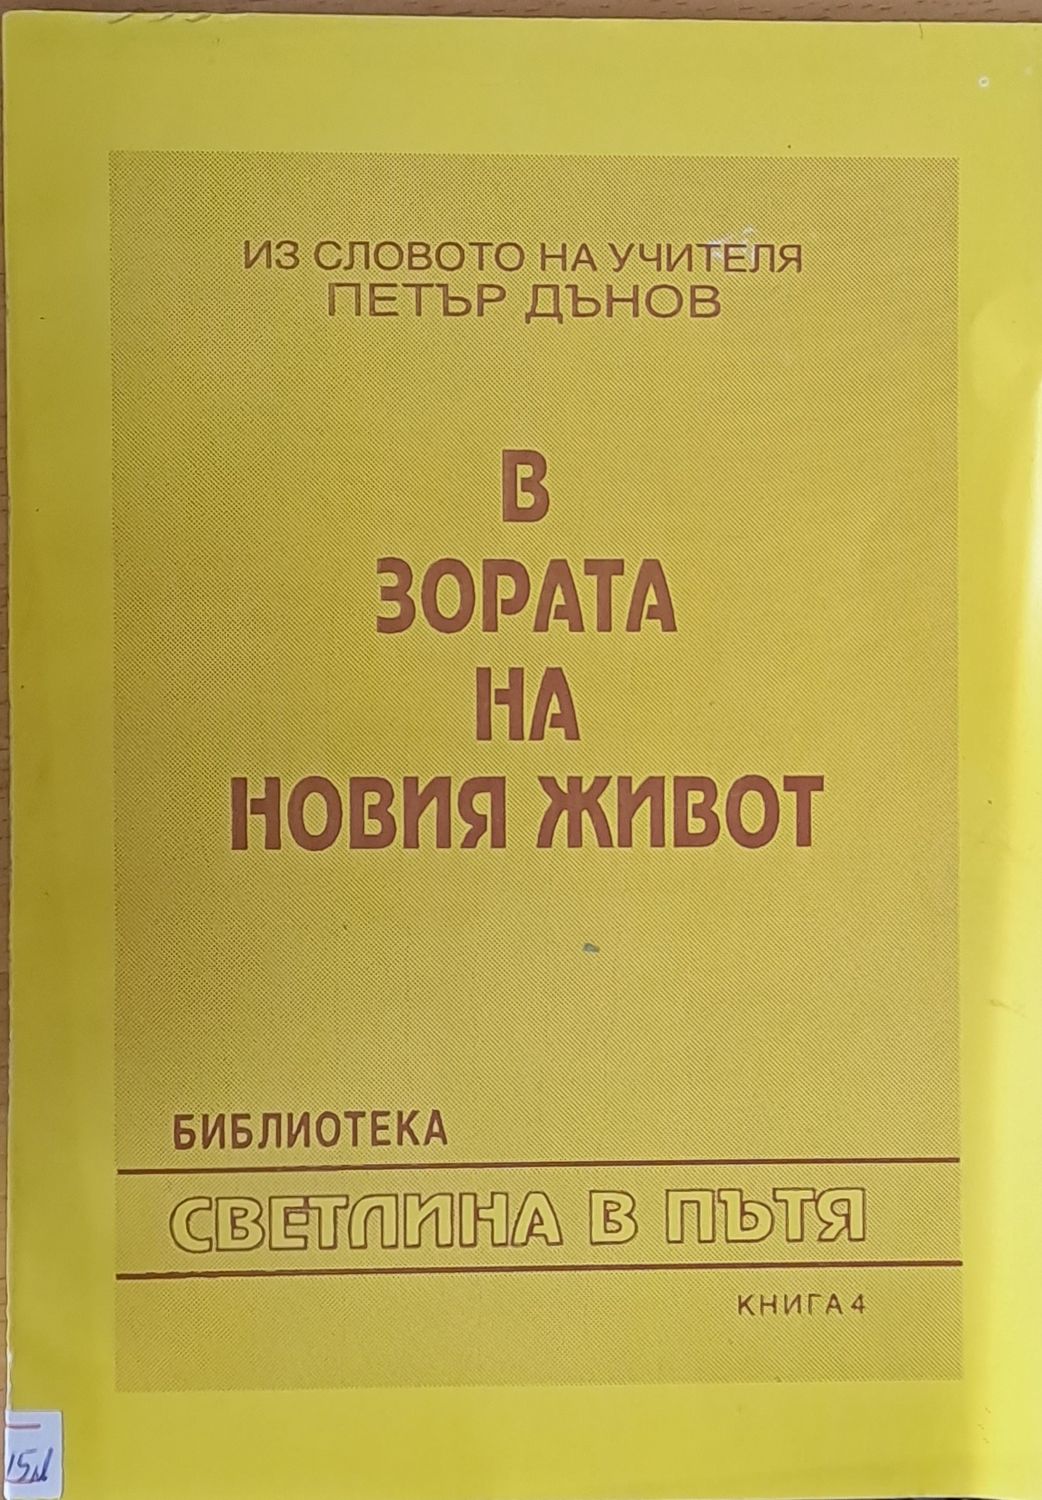 ИЗ СЛОВОТО НА УЧИТЕЛЯ
ПЕТЪР ДЪНОВ
В
ЗОРАТА
НА
НОВИЯ ЖИВОТ
БИБЛИОТЕКА
СВЕТЛИНА В ПЪТЯ
КНИГА 4